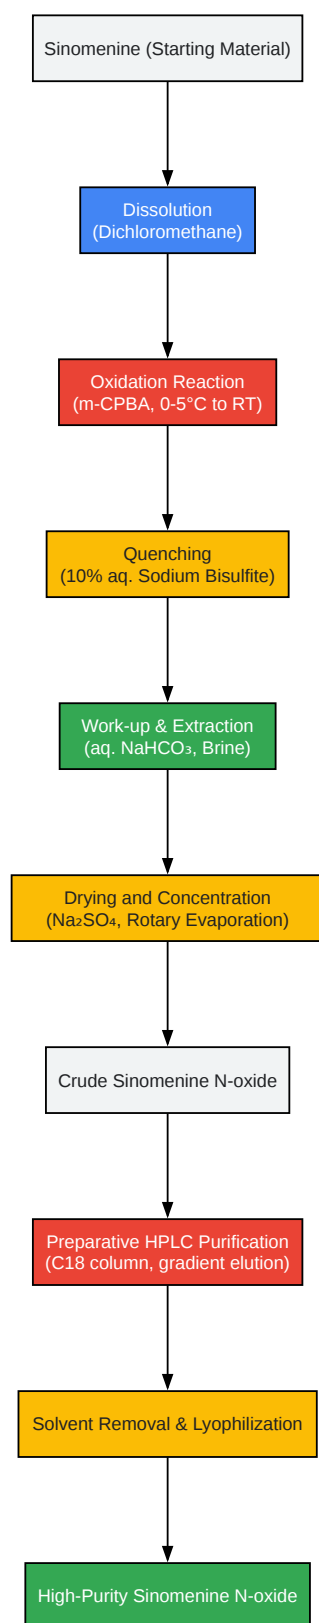 Sinomenine (Starting Material)
Dissolution
(Dichloromethane)
Oxidation Reaction
(m-CPBA, 0-5°C to RT)
Quenching
(10% aq. Sodium Bisulfite)
Work-up & Extraction
(aq. NaHCO₃, Brine)
Drying and Concentration
(Na₂SO₄, Rotary Evaporation)
Crude Sinomenine N-oxide
Preparative HPLC Purification
(C18 column, gradient elution)
Solvent Removal & Lyophilization
High-Purity Sinomenine N-oxide